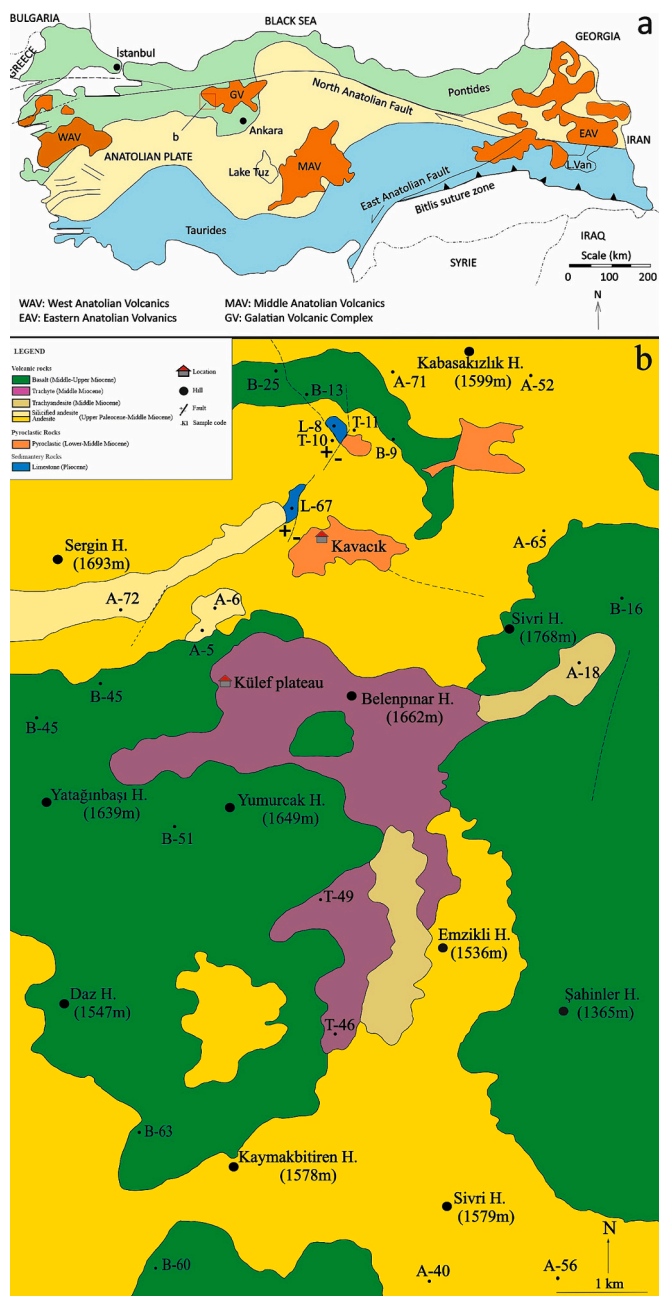 a
BULGARIA
BLACK SEA
GEORGIA
GREECE
İstanbul
GV
Pontides
North Anatolian Fault
b
Ankara
WAV
EAV
IRAN
ANATOLIAN PLATE
Lake Tuz
MAV
L.Van
East Anatolian Fault
Bitlis suture zone
Taurides
IRAQ
SYRIE
Scale (km)
0 50 100 200
N
WAV: West Anatolian Volcanics
MAV: Middle Anatolian Volcanics
EAV: Eastern Anatolian Volvanics
GV: Galatian Volcanic Complex
b
LEGEND
Volcanic rocks
Basalt (Middle-Upper Miocene)
Trachyte (Middle Miocene)
Trachyandesite (Middle Miocene)
Silicified andesite
Andesite
(Upper Paleocene-Middle Miocene)
Pyroclastic Rocks
Pyroclastic (Lower-Middle Miocene)
Sedimentary Rocks
Limestone (Pliocene)
Location
Hill
Fault
Sample code
Kabasakızlık H.
(1599m)
A-71
A-52
B-25
B-13
L-8
T-11
T-10
B-9
+
-
L-67
+
-
Kavacık
A-65
Sergin H.
(1693m)
A-72
A-6
A-5
Sivri H.
(1768m)
B-16
A-18
B-45
B-45
Külef plateau
Belenpınar H.
(1662m)
Yatağınbaşı H.
(1639m)
Yumurcak H.
(1649m)
B-51
T-49
Emzikli H.
(1536m)
Daz H.
(1547m)
Şahinler H.
(1365m)
T-46
B-63
Kaymakbitiren H.
(1578m)
Sivri H.
(1579m)
N
B-60
A-40
A-56
1 km